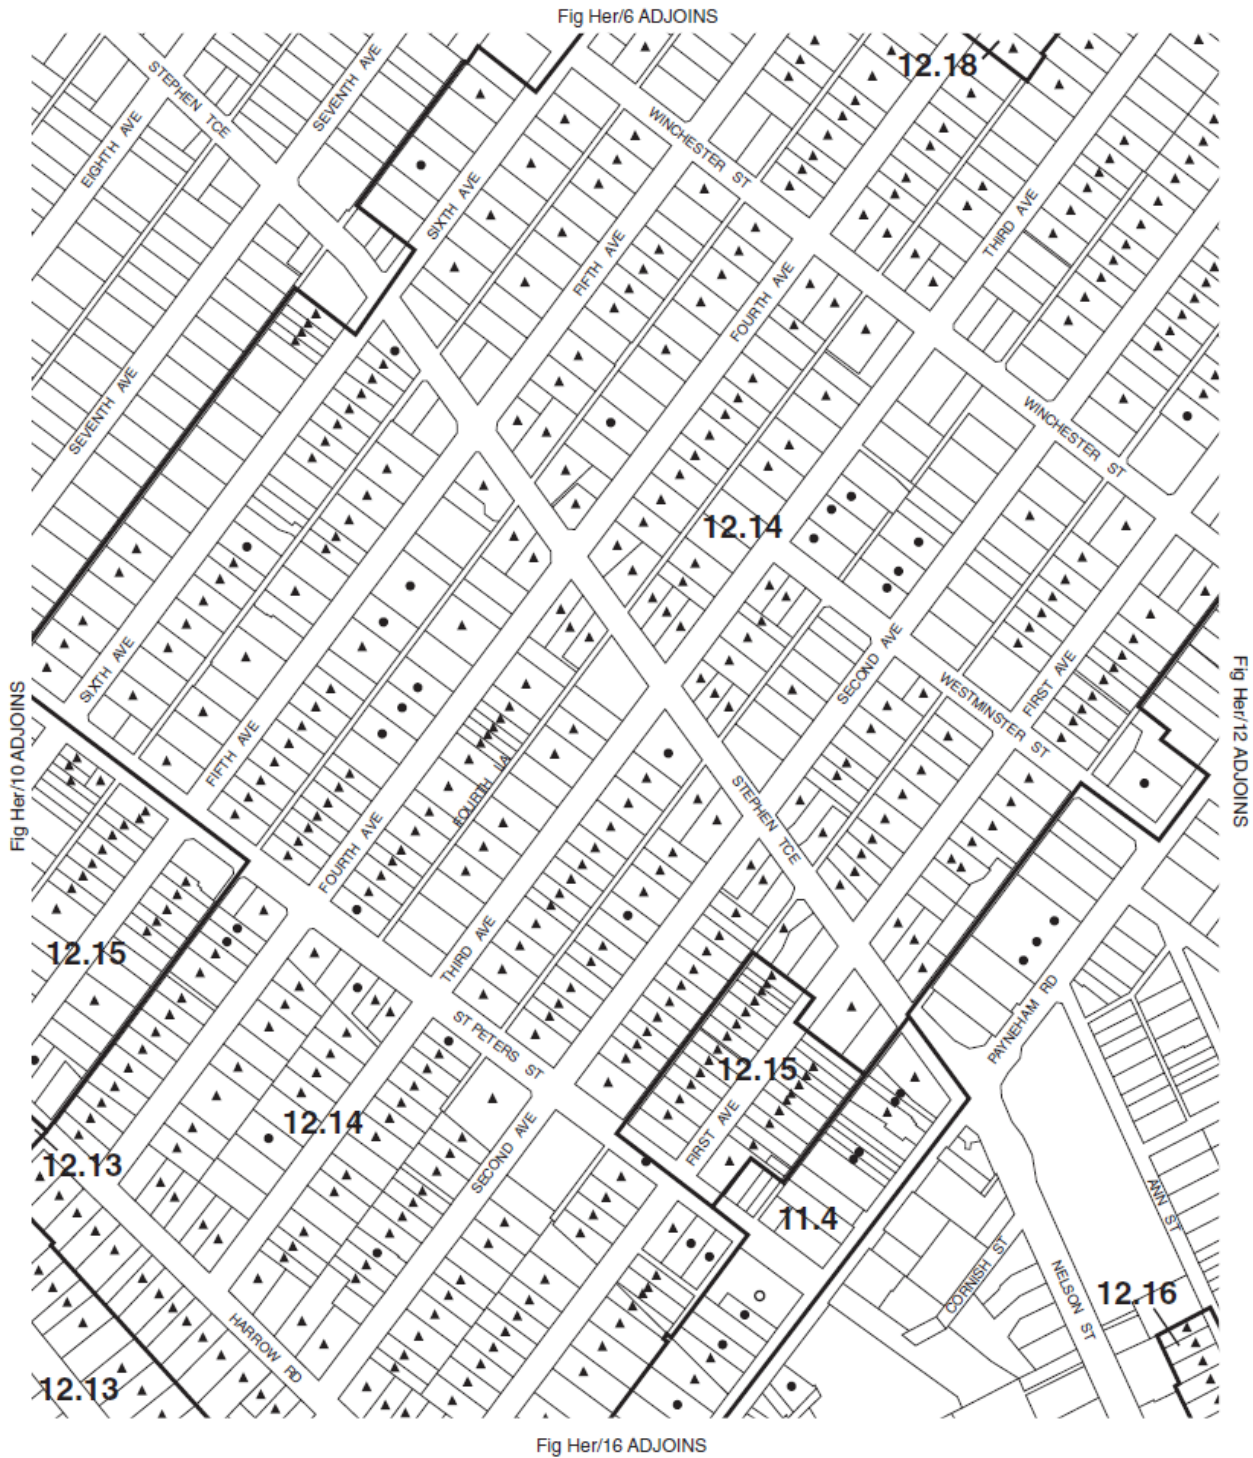 Fig Her/6 ADJOINS
12.18
STEPHEN TCE
SEVENTH AVE
EIGHTH AVE
WINCHESTER ST
SIXTH AVE
THIRD AVE
FIFTH AVE
FOURTH AVE
SEVENTH AVE
WINCHESTER ST
12.14
SIXTH AVE
SECOND AVE
FIRST AVE
WESTMINSTER ST
Fig Her/10 ADJOINS
Fig Her/12 ADJOINS
FIFTH AVE
FOURTH LA
STEPHEN TCE
FOURTH AVE
12.15
THIRD AVE
PAYNEHAM RD
ST PETERS ST
12.15
12.14
FIRST AVE
SECOND AVE
12.13
11.4
ANN ST
CORNISH ST
NELSON ST
12.16
HARROW RD
12.13
Fig Her/16 ADJOINS